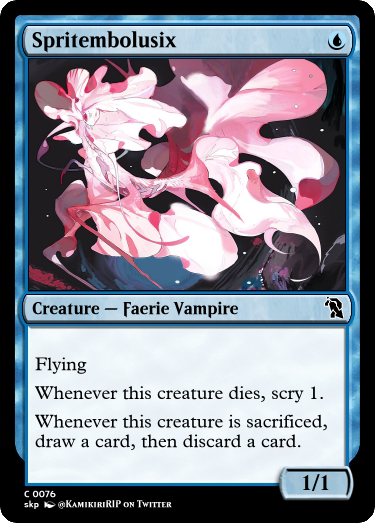 Spritembolusix
Creature — Faerie Vampire
Flying
Whenever this creature dies, scry 1.
Whenever this creature is sacrificed,
draw a card, then discard a card.
1/1
C 0076
skp @KamikiriRIP on Twitter